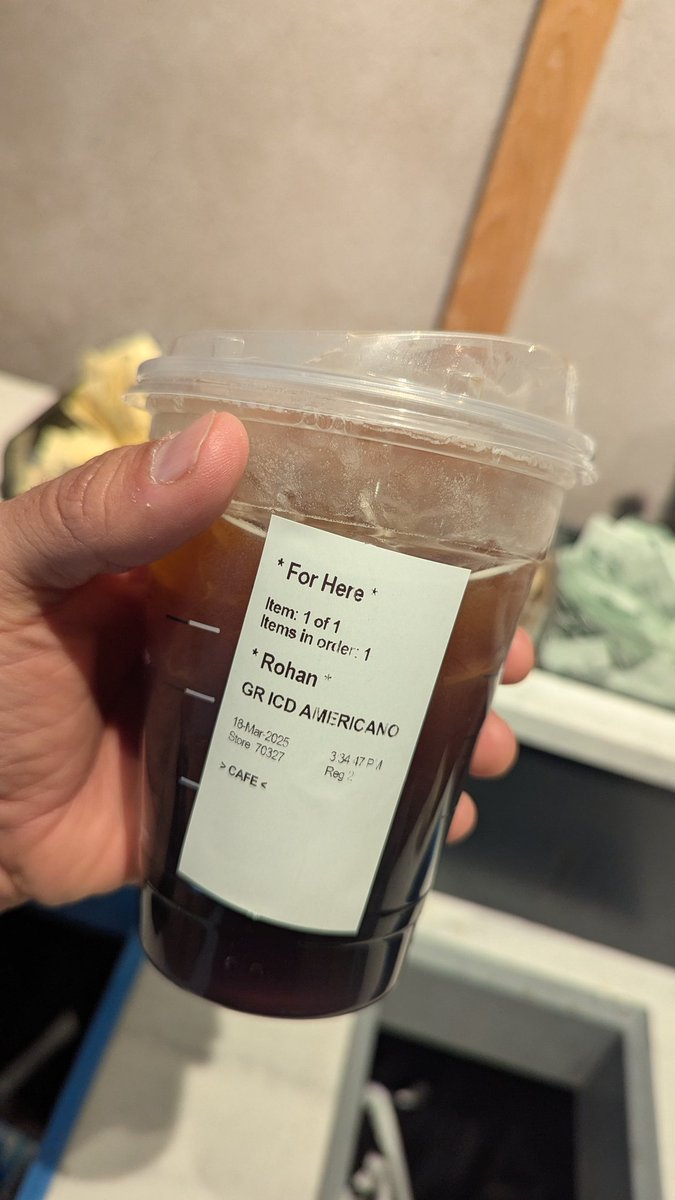 * For Here *
Item: 1 of 1
Items in order: 1
* Rohan *
GR ICD AMERICANO
18-Mar-2025 3:34:47 PM
Store 70327 Reg 2
> CAFE <